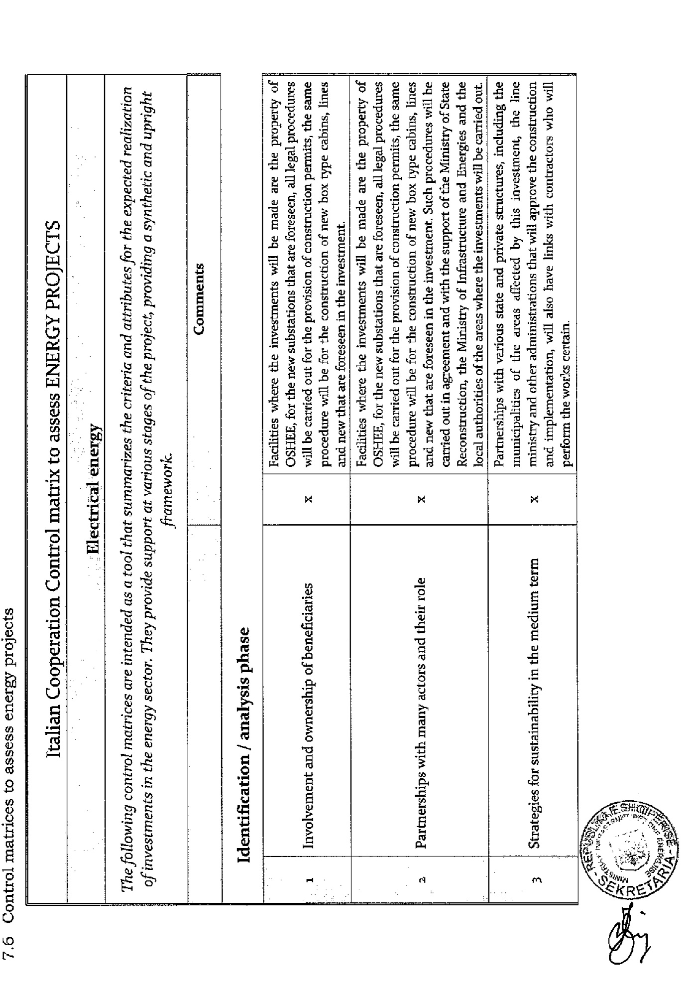 7.6 Control matrices to assess energy projects
Italian Cooperation Control matrix to assess ENERGY PROJECTS
Electrical energy
The following control matrices are intended as a tool that summarizes the criteria and attributes for the expected realization
of investments in the energy sector. They provide support at various stages of the project, providing a synthetic and upright
framework.
Comments
Identification / analysis phase
1
Involvement and ownership of beneficiaries
x
Facilities where the investments will be made are the property of
OSHEE, for the new substations that are foreseen, all legal procedures
will be carried out for the provision of construction permits, the same
procedure will be for the construction of new box type cabins, lines
and new that are foreseen in the investment.
2
Partnerships with many actors and their role
x
Facilities where the investments will be made are the property of
OSHEE, for the new substations that are foreseen, all legal procedures
will be carried out for the provision of construction permits, the same
procedure will be for the construction of new box type cabins, lines
and new that are foreseen in the investment. Such procedures will be
carried out in agreement and with the support of the Ministry of State
Reconstruction, the Ministry of Infrastructure and Energies and the
local authorities of the areas where the investments will be carried out.
3
Strategies for sustainability in the medium term
x
Partnerships with various state and private structures, including the
municipalities of the areas affected by this investment, the line
ministry and other administrations that will approve the construction
and implementation, will also have links with contractors who will
perform the works certain.
REPUBLIKA E SHQIPËRISË
ENERGJISË
- SEKRETARIA -